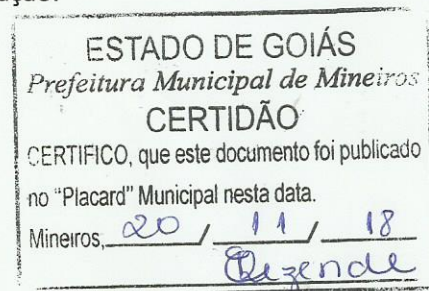 ESTADO DE GOIÁS
Prefeitura Municipal de Mineiros
CERTIDÃO
CERTIFICO, que este documento foi publicado
no "Placard" Municipal nesta data.
Mineiros, 20 / 11 / 18
Rezende